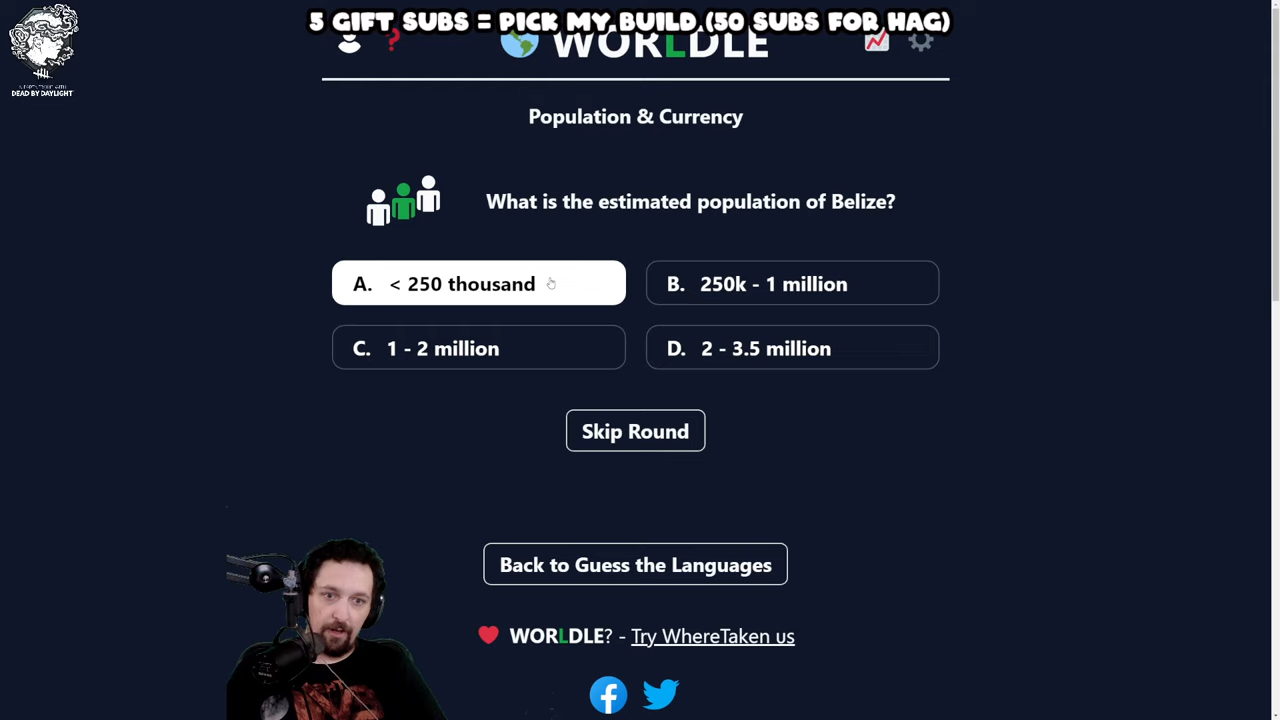 5 GIFT SUBS = PICK MY BUILD (50 SUBS FOR HAG)
WORLDLE
DEAD BY DAYLIGHT
Population & Currency
What is the estimated population of Belize?
A. < 250 thousand
B. 250k - 1 million
C. 1 - 2 million
D. 2 - 3.5 million
Skip Round
Back to Guess the Languages
WORLDLE? - Try WhereTaken us